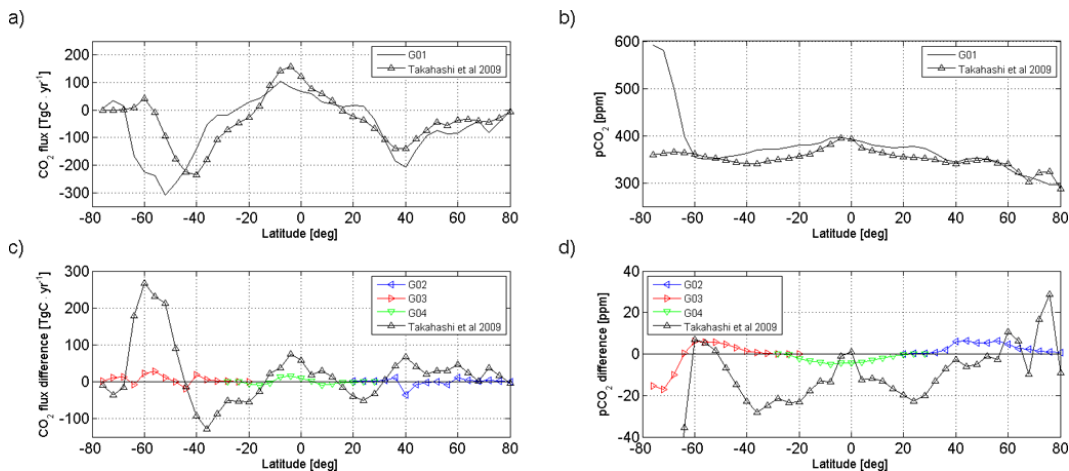 a)
CO2 flux [TgC · yr-1]
200
100
0
-100
-200
-300
G01
Takahashi et al 2009
-80 -60 -40 -20 0 20 40 60 80
Latitude [deg]
b)
pCO2 [ppm]
600
500
400
300
G01
Takahashi et al 2009
-80 -60 -40 -20 0 20 40 60 80
Latitude [deg]
c)
CO2 flux difference [TgC · yr-1]
300
200
100
0
-100
G02
G03
G04
Takahashi et al 2009
-80 -60 -40 -20 0 20 40 60 80
Latitude [deg]
d)
pCO2 difference [ppm]
40
20
0
-20
-40
G02
G03
G04
Takahashi et al 2009
-80 -60 -40 -20 0 20 40 60 80
Latitude [deg]